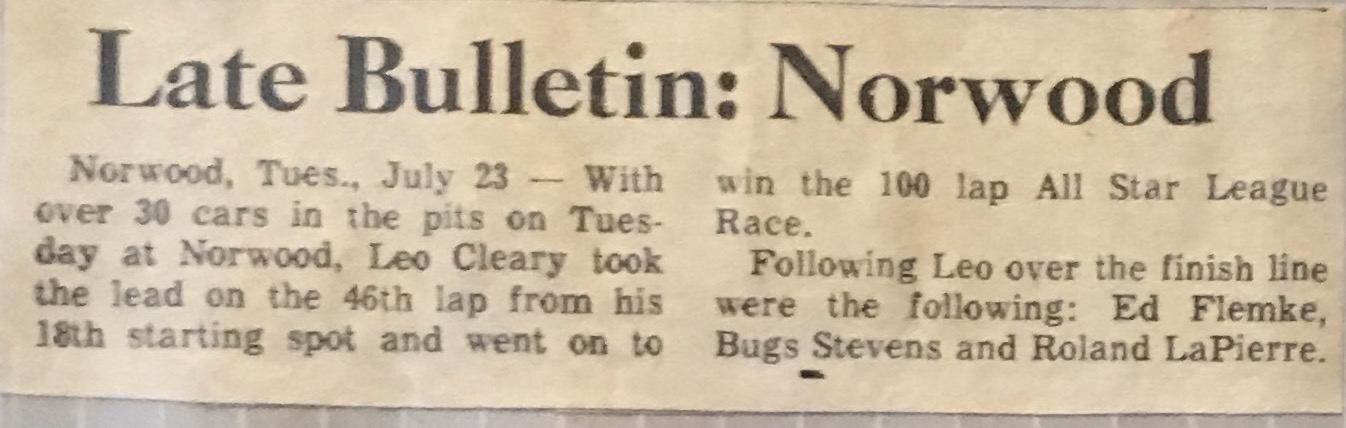 Late Bulletin: Norwood
Norwood, Tues., July 23 — With
over 30 cars in the pits on Tues-
day at Norwood, Leo Cleary took
the lead on the 46th lap from his
18th starting spot and went on to
win the 100 lap All Star League
Race.
Following Leo over the finish line
were the following: Ed Flemke,
Bugs Stevens and Roland LaPierre.